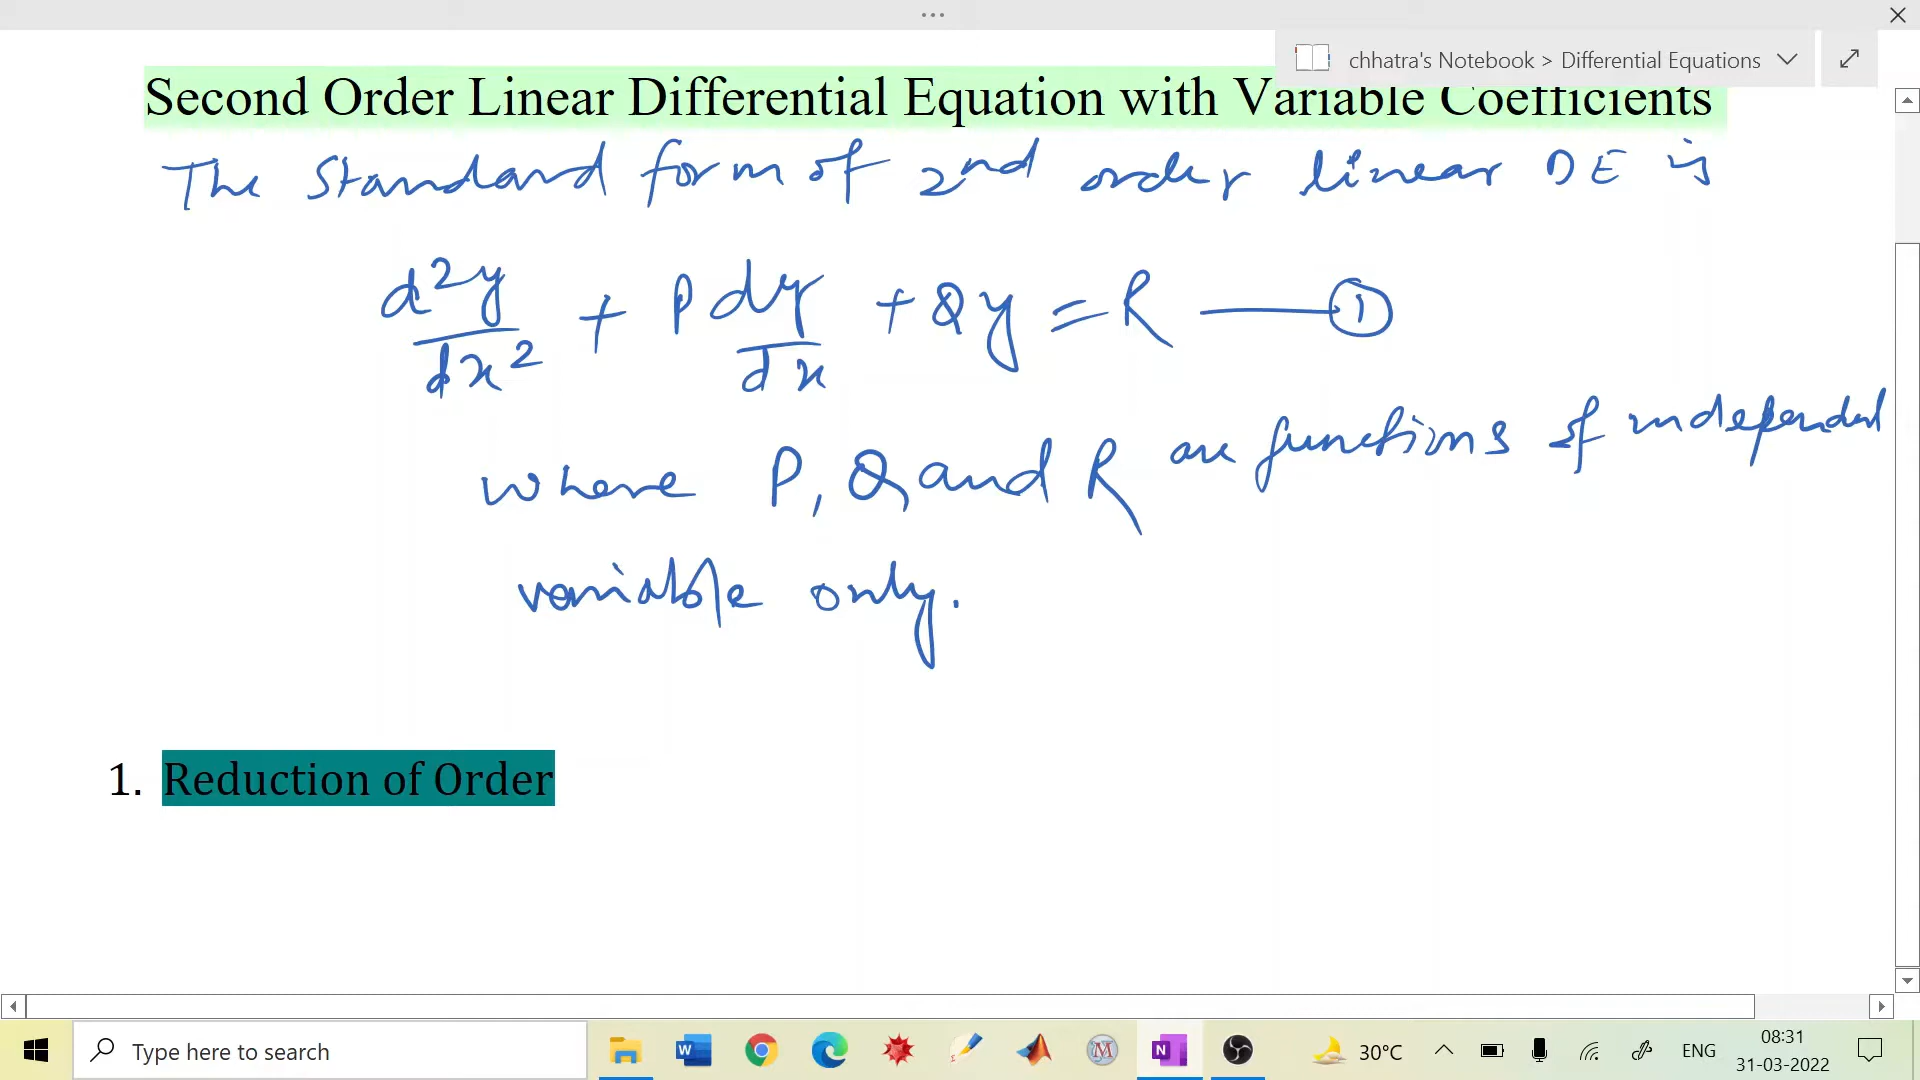 chhatra's Notebook > Differential Equations
Second Order Linear Differential Equation with Variable Coefficients
The Standard form of 2nd order linear DE is
d²y/dx² + P dy/dx + Qy = R —— ①
where P, Q, and R are functions of independent
variable only.
1. Reduction of Order
Type here to search
30°C
ENG
08:31
31-03-2022